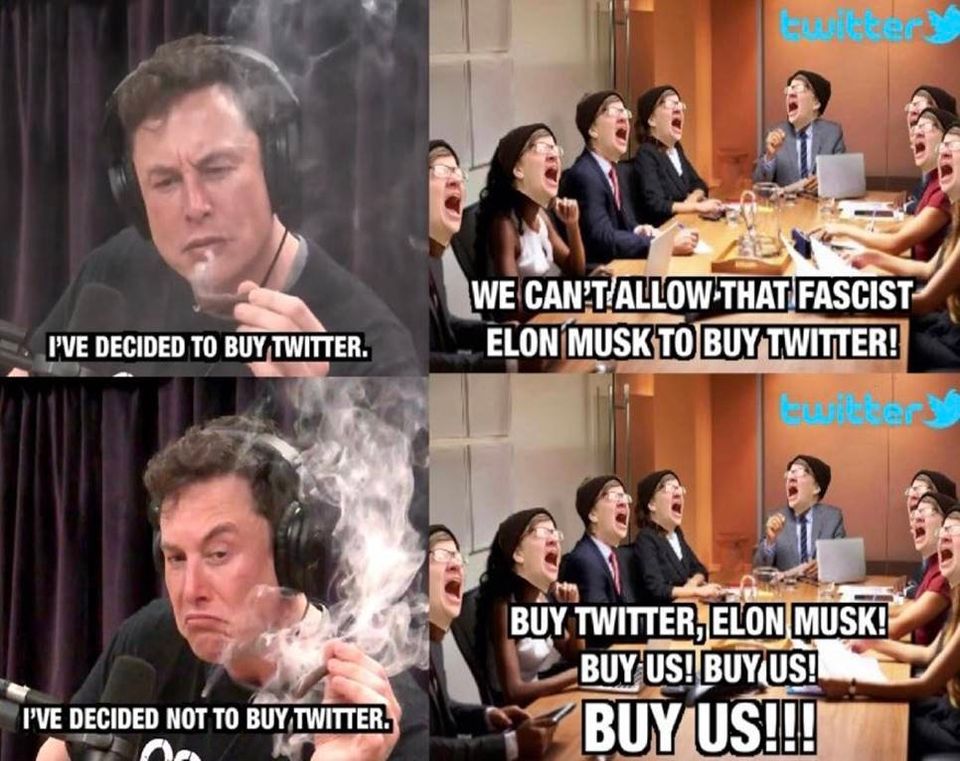 twitter
I'VE DECIDED TO BUY TWITTER.
WE CAN'T ALLOW THAT FASCIST
ELON MUSK TO BUY TWITTER!
twitter
I'VE DECIDED NOT TO BUY TWITTER.
BUY TWITTER, ELON MUSK!
BUY US! BUY US!
BUY US!!!